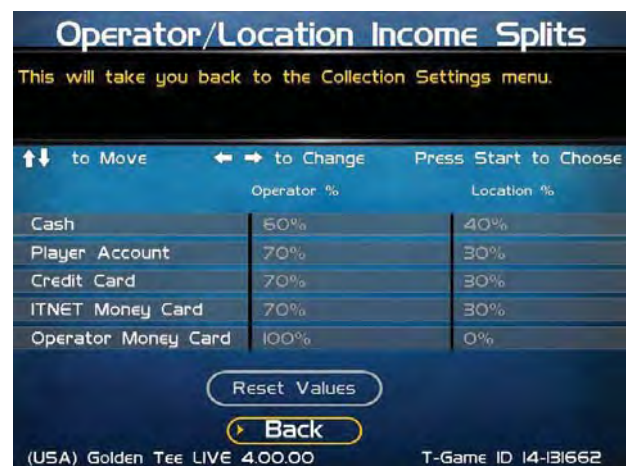 Operator/Location Income Splits
This will take you back to the Collection Settings menu.
to Move to Change Press Start to Choose
Operator % Location %
Cash 60% 40%
Player Account 70% 30%
Credit Card 70% 30%
ITNET Money Card 70% 30%
Operator Money Card 100% 0%
Reset Values
Back
(USA) Golden Tee LIVE 4.00.00 T-Game ID 14-131662